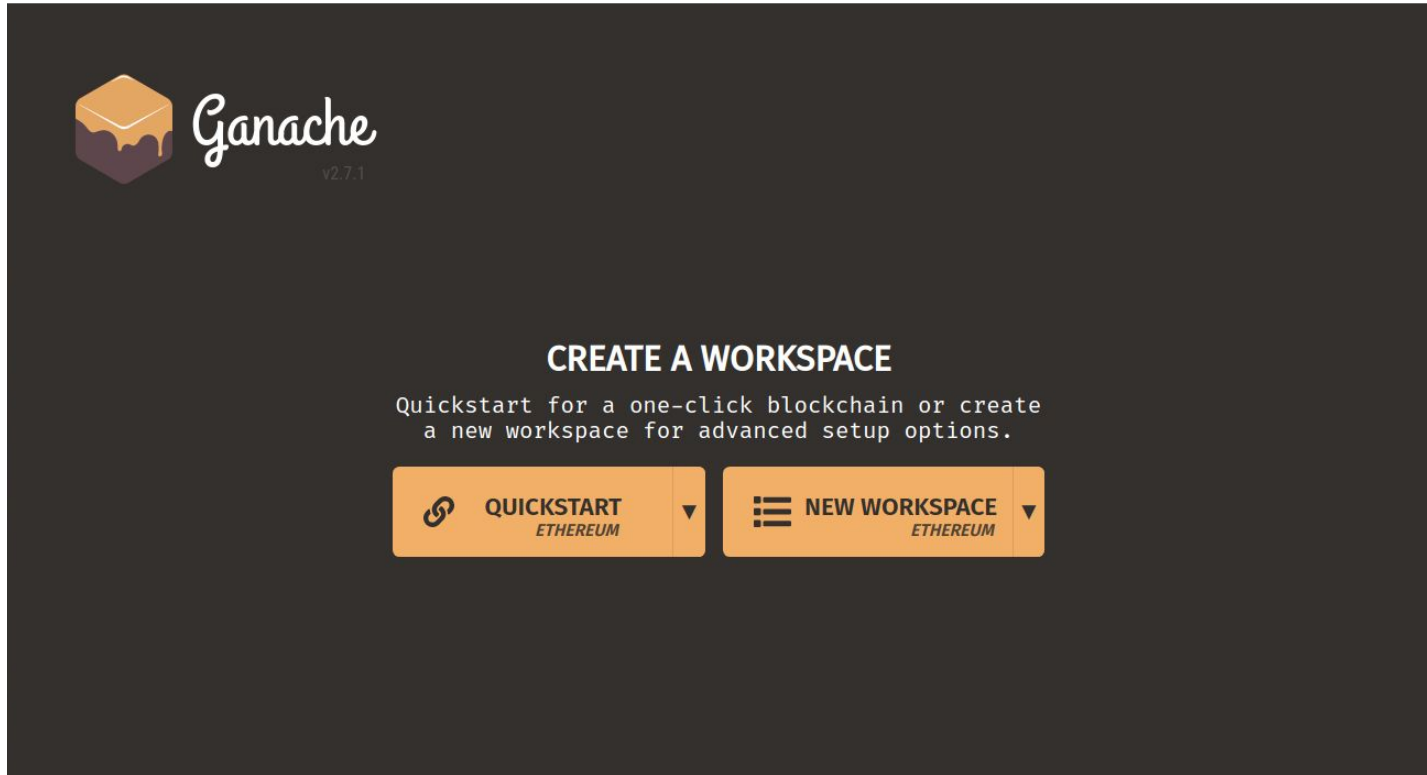 Ganache
v2.7.1
CREATE A WORKSPACE
Quickstart for a one-click blockchain or create
a new workspace for advanced setup options.
QUICKSTART
ETHEREUM
NEW WORKSPACE
ETHEREUM